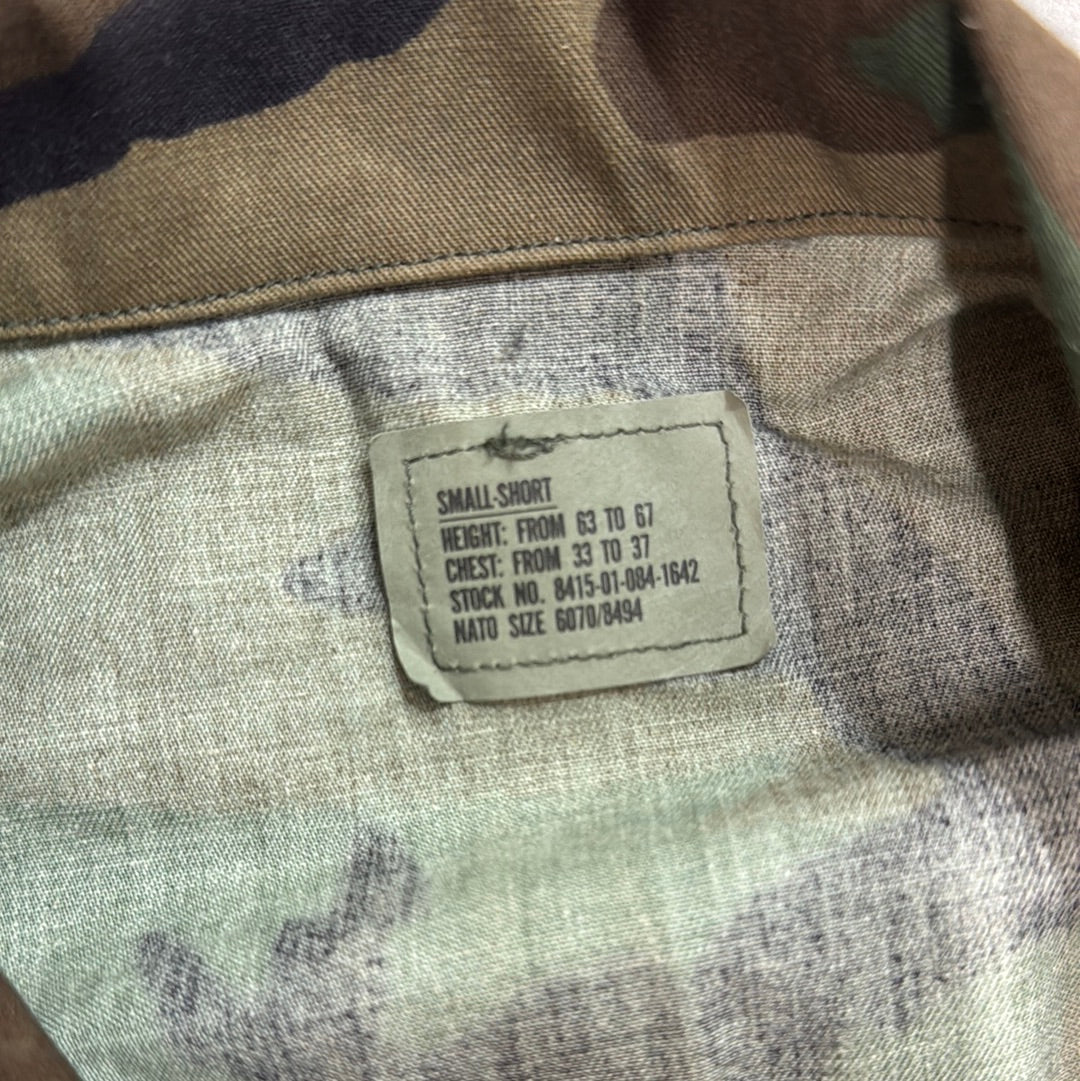 SMALL-SHORT
HEIGHT: FROM 63 TO 67
CHEST: FROM 33 TO 37
STOCK NO. 8415-01-084-1642
NATO SIZE 6070/8494